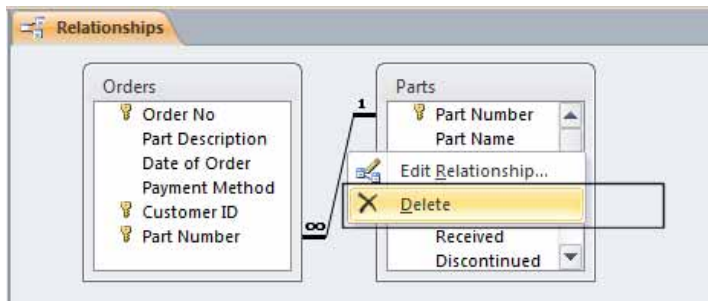 Relationships
Orders
Order No
Part Description
Date of Order
Payment Method
Customer ID
Part Number
∞
1
Parts
Part Number
Part Name
Edit Relationship...
Delete
Received
Discontinued